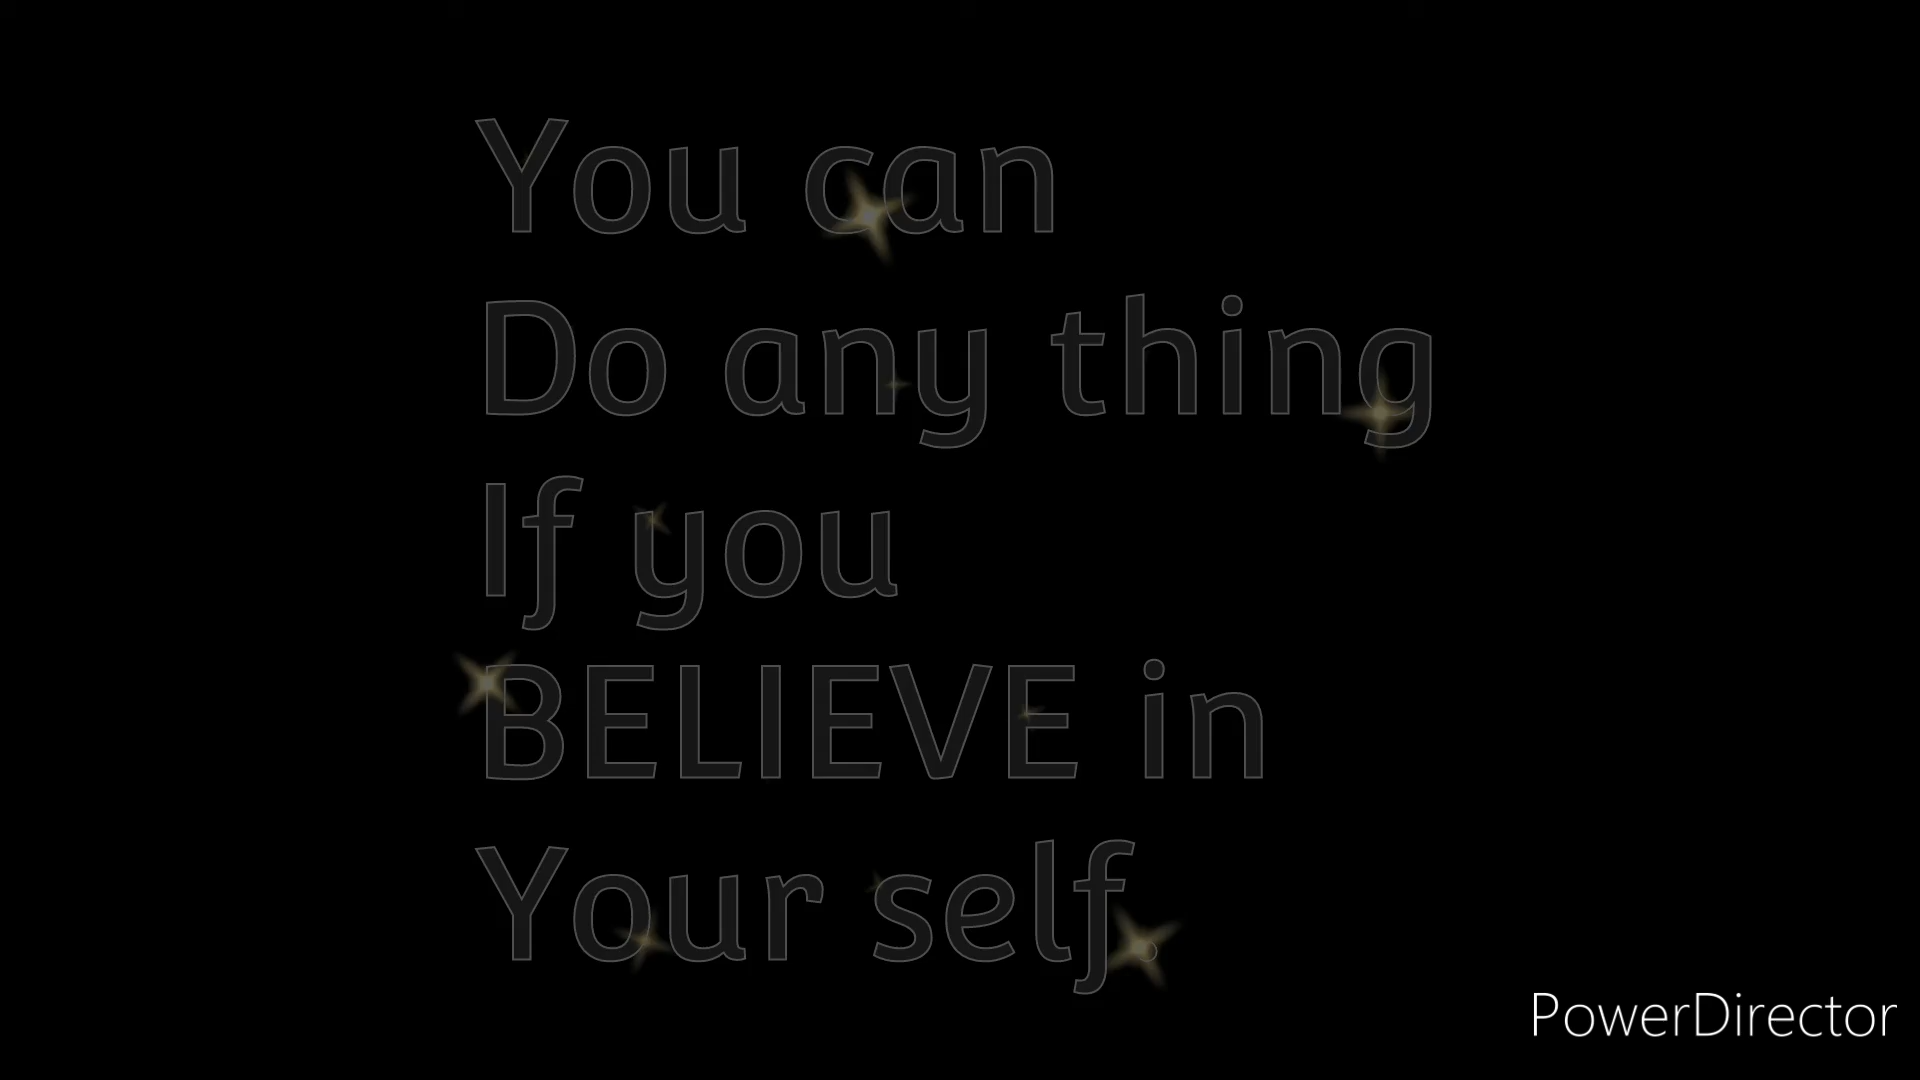 You can
Do any thing
If you
BELIEVE in
Your self.
PowerDirector